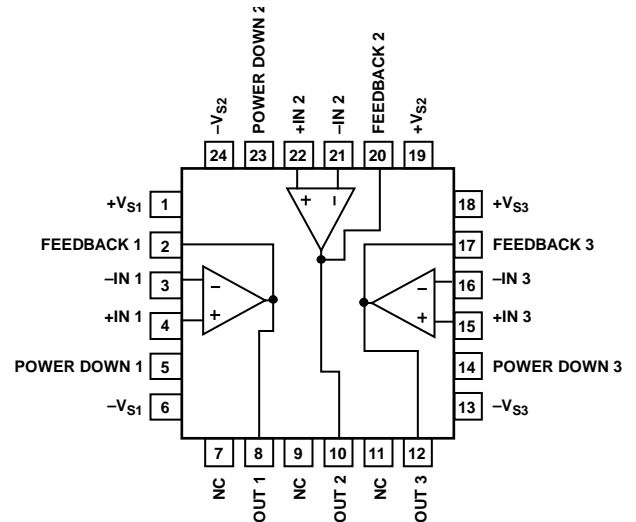 –VS2
POWER DOWN 2
+IN 2
–IN 2
FEEDBACK 2
+VS2
24
23
22
21
20
19
+VS1
1
18
+VS3
FEEDBACK 1
2
17
FEEDBACK 3
–IN 1
3
16
–IN 3
+IN 1
4
15
+IN 3
POWER DOWN 1
5
14
POWER DOWN 3
–VS1
6
13
–VS3
+
–
–
+
–
+
7
8
9
10
11
12
NC
OUT 1
NC
OUT 2
NC
OUT 3